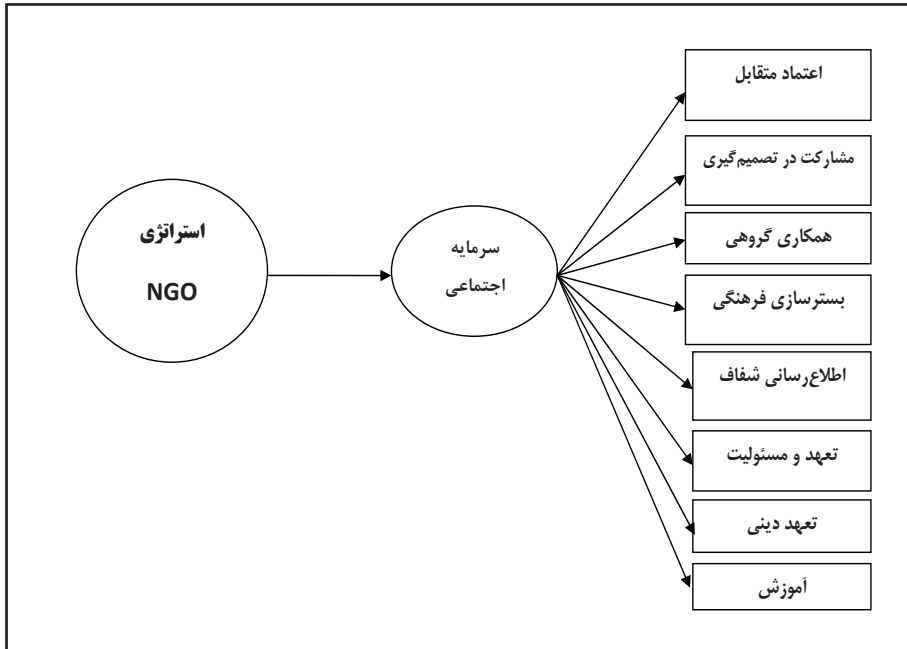 استراتژی
NGO
سرمایه
اجتماعی
اعتماد متقابل
مشارکت در تصمیم‌گیری
همکاری گروهی
بسترسازی فرهنگی
اطلاع‌رسانی شفاف
تعهد و مسئولیت
تعهد دینی
آموزش